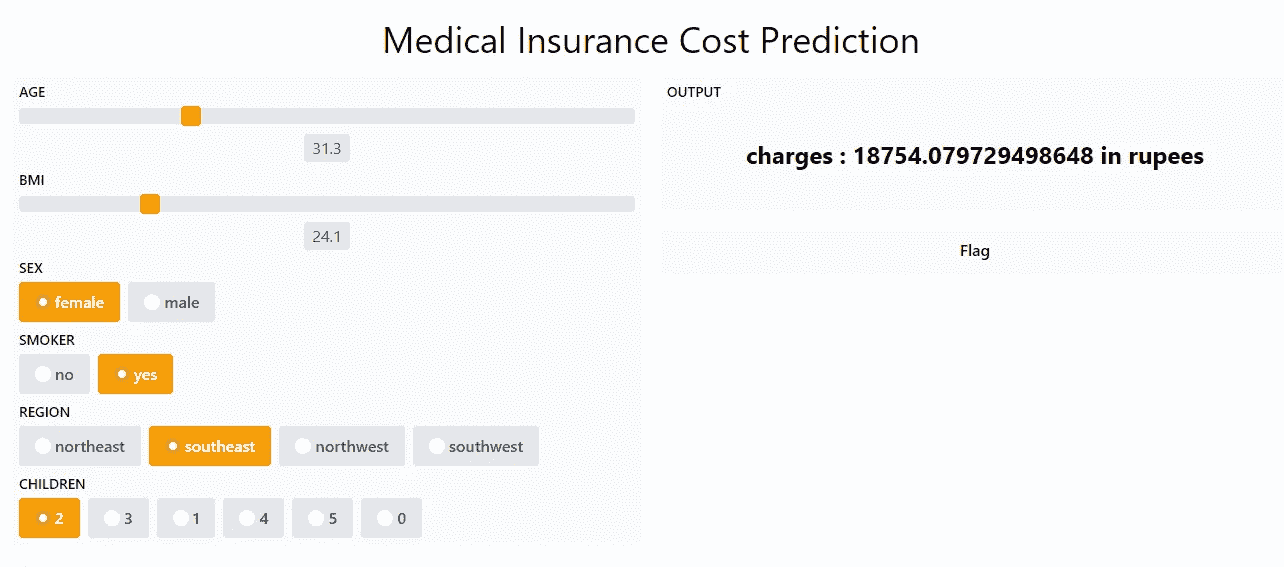 Medical Insurance Cost Prediction
AGE
31.3
BMI
24.1
SEX
female male
SMOKER
no yes
REGION
northeast southeast northwest southwest
CHILDREN
2 3 1 4 5 0
OUTPUT
charges : 18754.079729498648 in rupees
Flag